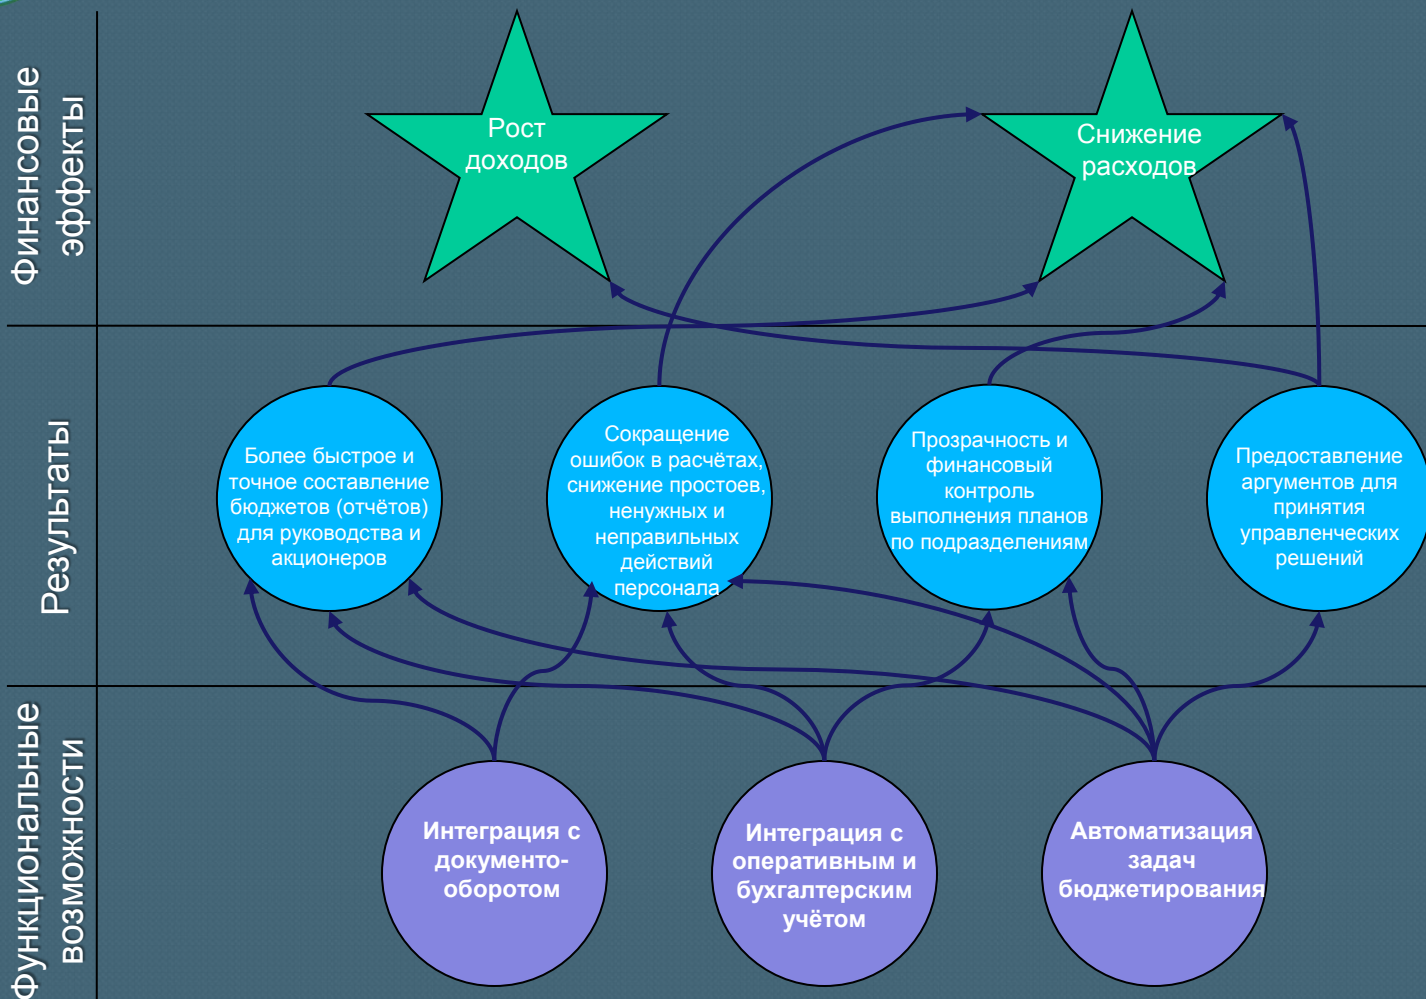 Финансовые
эффекты
Рост
доходов
Снижение
расходов
Результаты
Более быстрое и
точное составление
бюджетов (отчётов)
для руководства и
акционеров
Сокращение
ошибок в расчётах,
снижение простоев,
ненужных и
неправильных
действий
персонала
Прозрачность и
финансовый
контроль
выполнения планов
по подразделениям
Предоставление
аргументов для
принятия
управленческих
решений
Функциональные
возможности
Интеграция с
документо-
оборотом
Интеграция с
оперативным и
бухгалтерским
учётом
Автоматизация
задач
бюджетирования